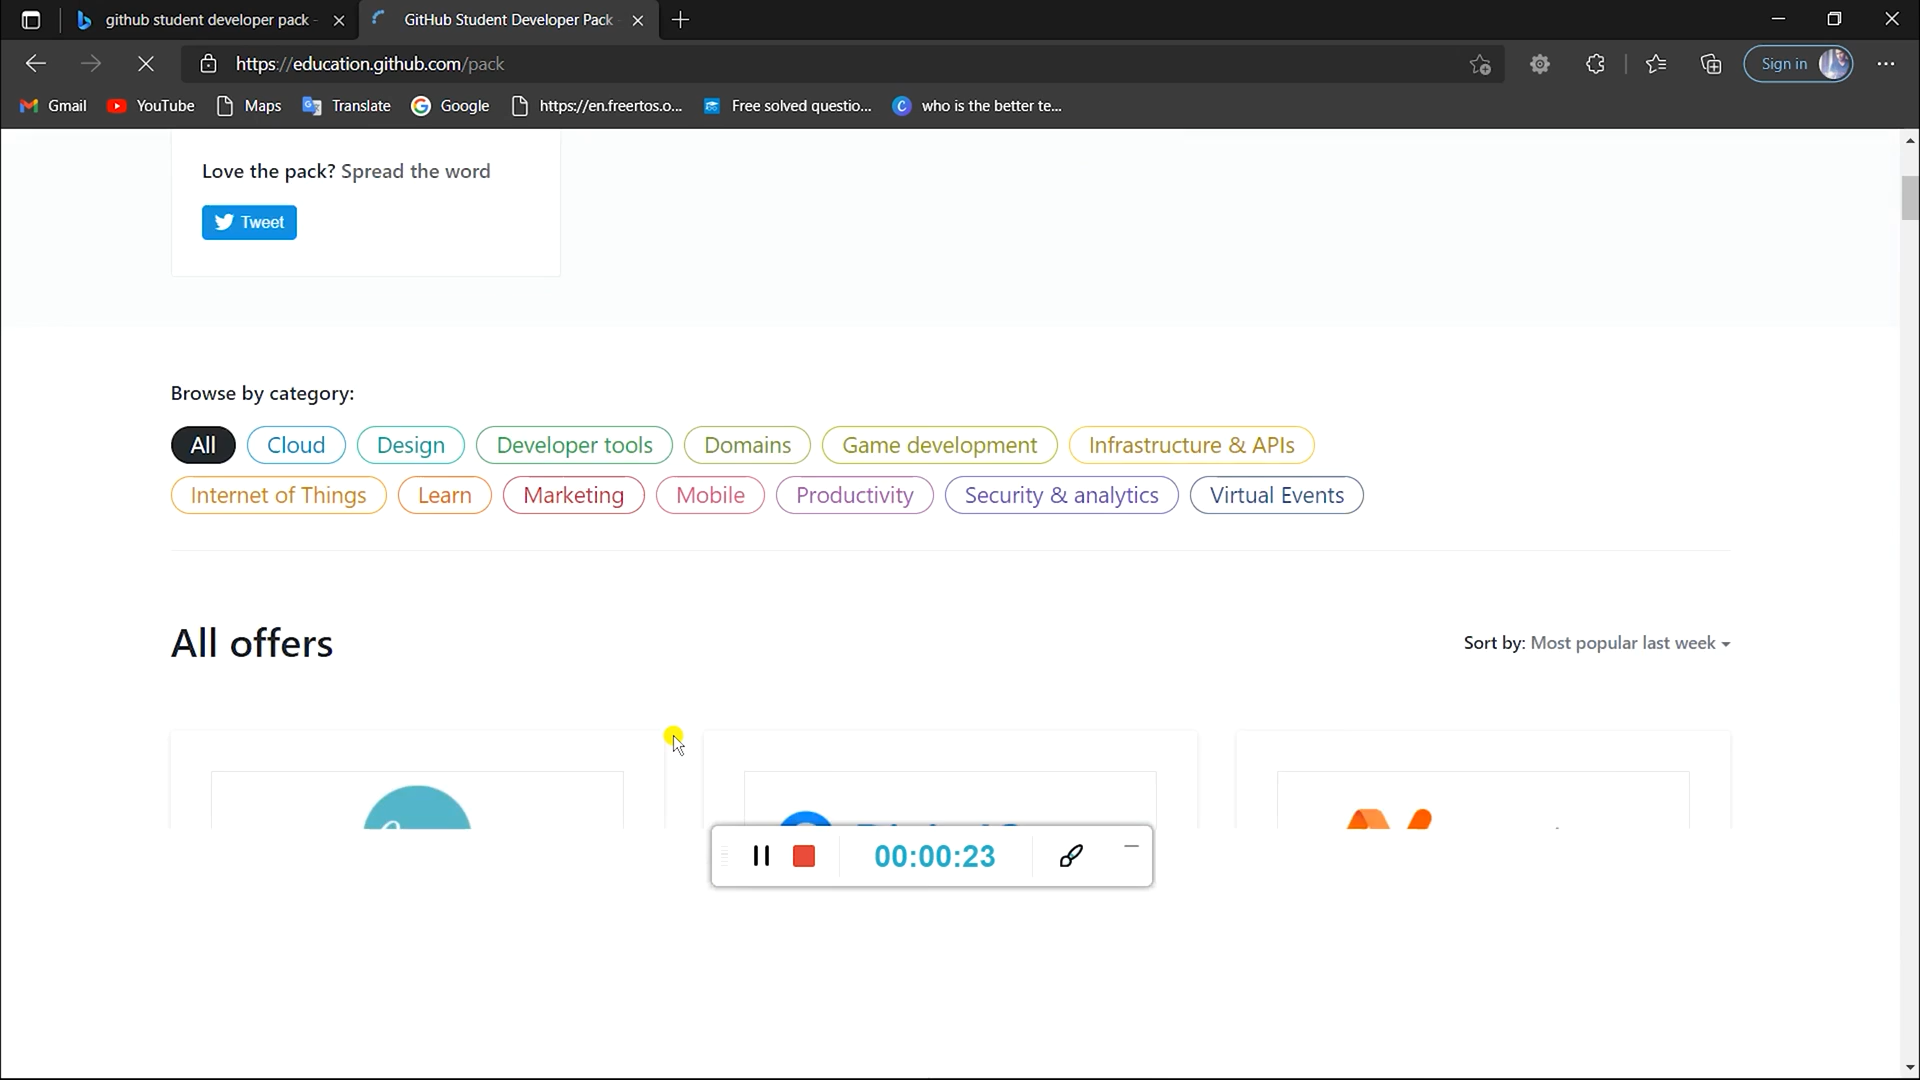 github student developer pack -
GitHub Student Developer Pack -
https://education.github.com/pack
Sign in
Gmail
YouTube
Maps
Translate
Google
https://en.freertos.o...
Free solved questio...
who is the better te...
Love the pack? Spread the word
Tweet
Browse by category:
All Cloud Design Developer tools Domains Game development Infrastructure & APIs
Internet of Things Learn Marketing Mobile Productivity Security & analytics Virtual Events
All offers
Sort by: Most popular last week
00:00:23